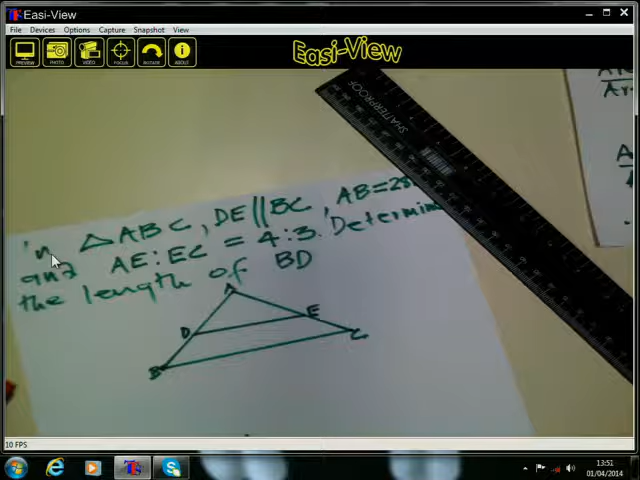 Easi-View
File Devices Options Capture Snapshot View
PREVIEW PHOTO VIDEO FOCUS ROTATE ABOUT
Easi-View
SHATTERPROOF
in △ABC, DE||BC, AB=28
and AE:EC = 4:3. Determin
the length of BD
A
D E
B C
10 FPS
13:51
01/04/2014